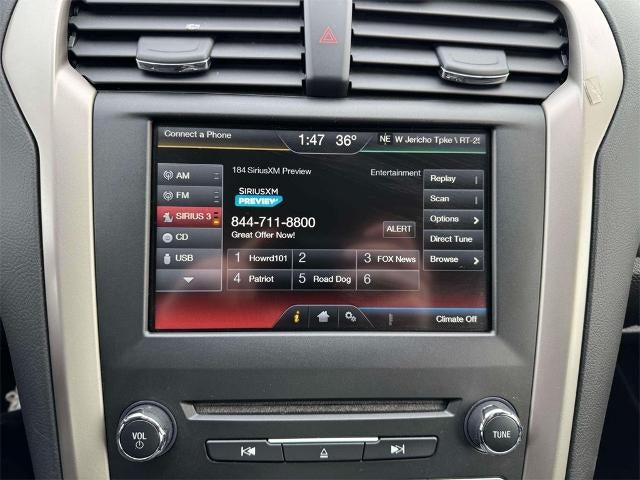 Connect a Phone
1:47 36° NE W Jericho Tpke \ RT-25
AM
FM
SIRIUS 3
CD
USB
184 SiriusXM Preview
Entertainment
SIRIUSXM
PREVIEW
844-711-8800
Great Offer Now!
ALERT
1 Howrd101
2
3 FOX News
4 Patriot
5 Road Dog
6
Replay
Scan
Options
Direct Tune
Browse
i
Climate Off
VOL
TUNE